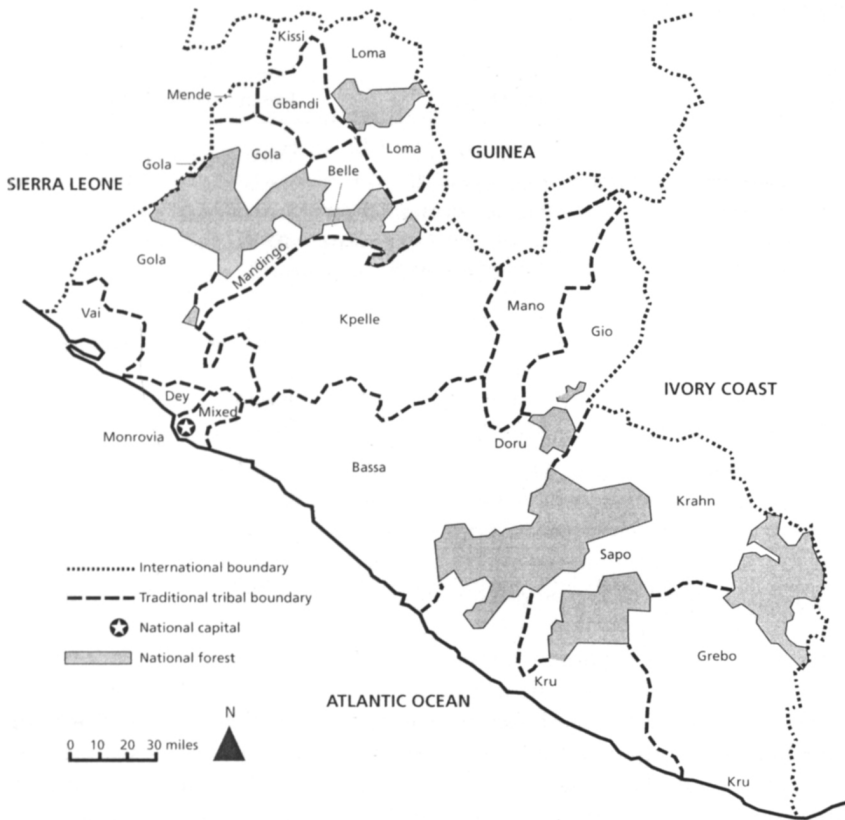 Kissi
Loma
Mende
Gbandi
GUINEA
Gola
Gola
Loma
Belle
SIERRA LEONE
Gola
Mandingo
Vai
Kpelle
Mano
Gio
IVORY COAST
Dey
Mixed
Monrovia
Doru
Bassa
Krahn
Sapo
International boundary
Traditional tribal boundary
National capital
National forest
Grebo
Kru
ATLANTIC OCEAN
N
0 10 20 30 miles
Kru